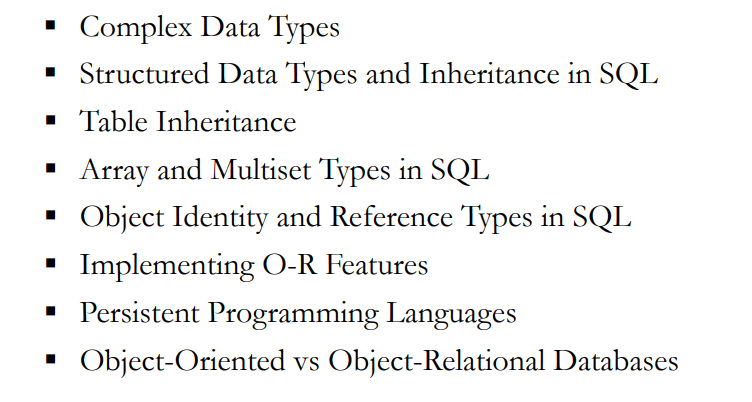 ▪ Complex Data Types
▪ Structured Data Types and Inheritance in SQL
▪ Table Inheritance
▪ Array and Multiset Types in SQL
▪ Object Identity and Reference Types in SQL
▪ Implementing O-R Features
▪ Persistent Programming Languages
▪ Object-Oriented vs Object-Relational Databases